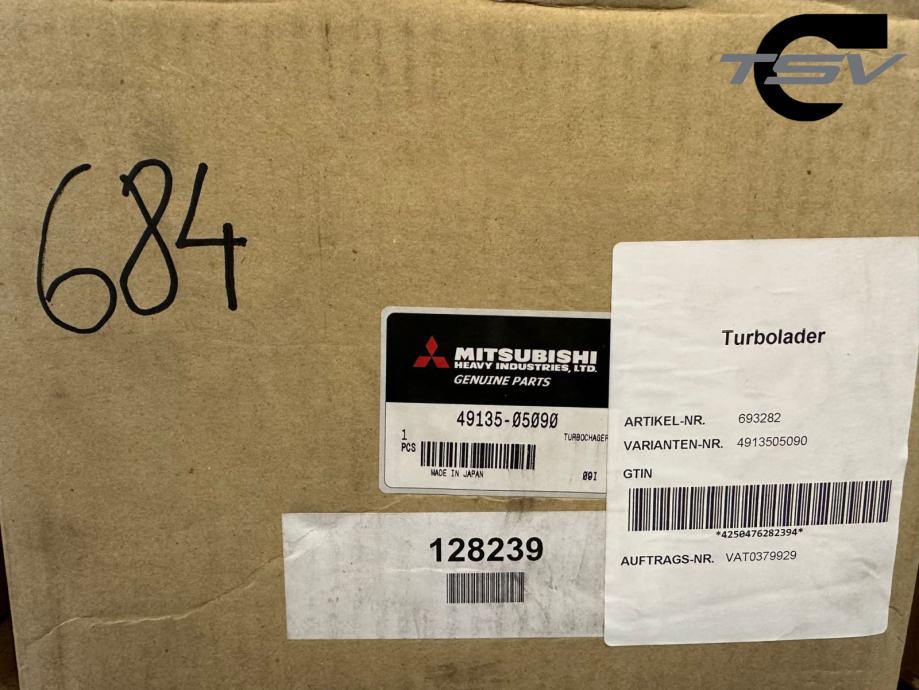 TSV
684
MITSUBISHI
HEAVY INDUSTRIES, LTD.
GENUINE PARTS
49135-05090
1
PCS
TURBOCHAGER
MADE IN JAPAN
09I
128239
Turbolader
ARTIKEL-NR. 693282
VARIANTEN-NR. 4913505090
GTIN
*4250476282394*
AUFTRAGS-NR. VAT0379929